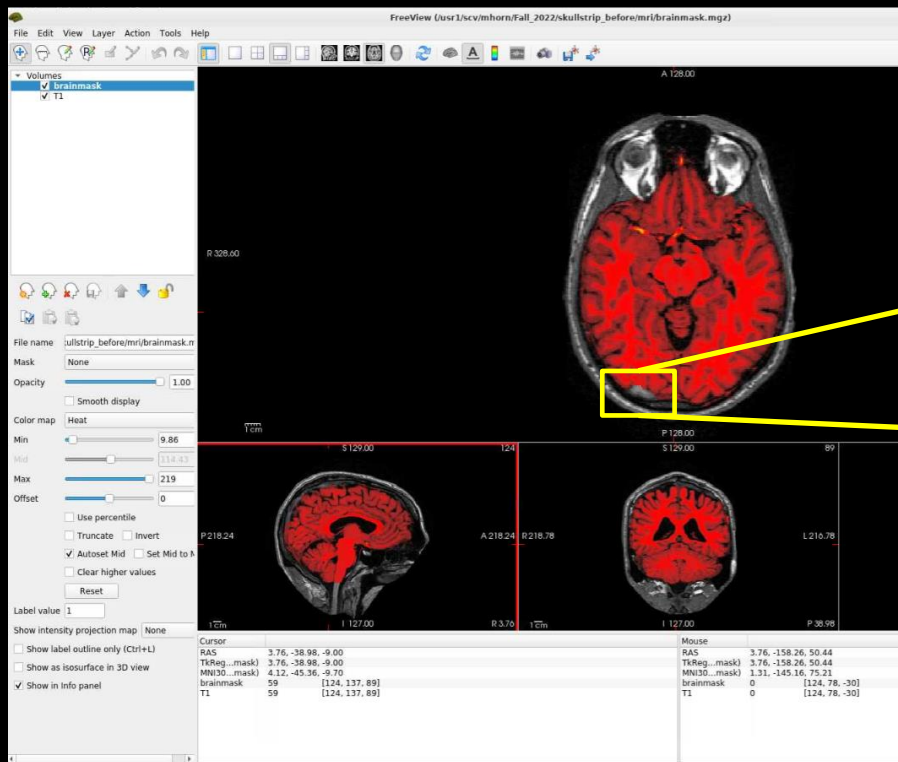 FreeView (/usr1/scv/mhorn/Fall_2022/skullstrip_before/mri/brainmask.mgz)
File Edit View Layer Action Tools Help
Volumes
brainmask
T1
A 128.00
R 328.60
1 cm
P 128.00
File name :ullstrip_before/mri/brainmask.m
Mask None
Opacity 1.00
Smooth display
Color map Heat
Min 9.86
Mid 114.43
Max 219
Offset 0
Use percentile
Truncate Invert
Autoset Mid Set Mid to M
Clear higher values
Reset
Label value 1
Show intensity projection map None
Show label outline only (Ctrl+L)
Show as isosurface in 3D view
Show in Info panel
S 129.00 124
P 218.24 A 218.24
1 cm I 127.00 R 3.76
S 129.00 89
R 218.78 L 216.78
1 cm I 127.00 P 38.98
Cursor
RAS 3.76, -38.98, -9.00
TkReg...mask) 3.76, -38.98, -9.00
MNI30...mask) 4.12, -45.36, -9.70
brainmask 59 [124, 137, 89]
T1 59 [124, 137, 89]
Mouse
RAS 3.76, -158.26, 50.44
TkReg...mask) 3.76, -158.26, 50.44
MNI30...mask) 1.31, -145.16, 75.21
brainmask 0 [124, 78, -30]
T1 0 [124, 78, -30]